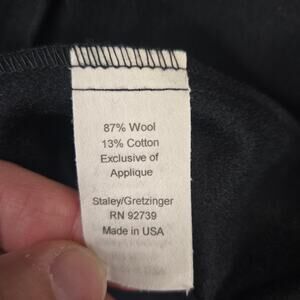 87% Wool
13% Cotton
Exclusive of
Applique
Staley/Gretzinger
RN 92739
Made in USA